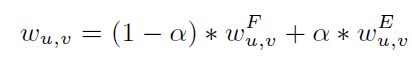 w_{u,v} = (1 − α) ∗ w^F_{u,v} + α ∗ w^E_{u,v}